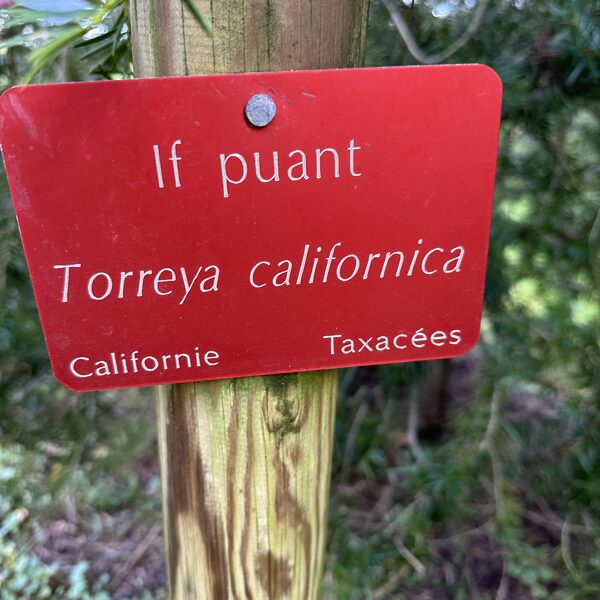 If puant
Torreya californica
Californie Taxacées